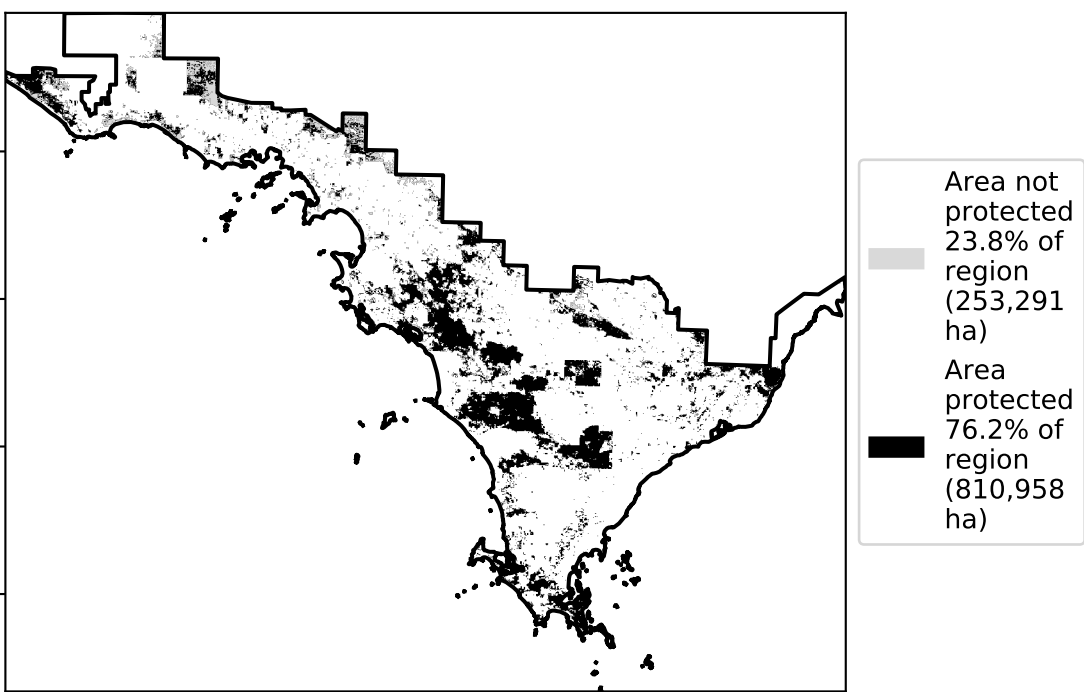 Area not
protected
23.8% of
region
(253,291
ha)
Area
protected
76.2% of
region
(810,958
ha)